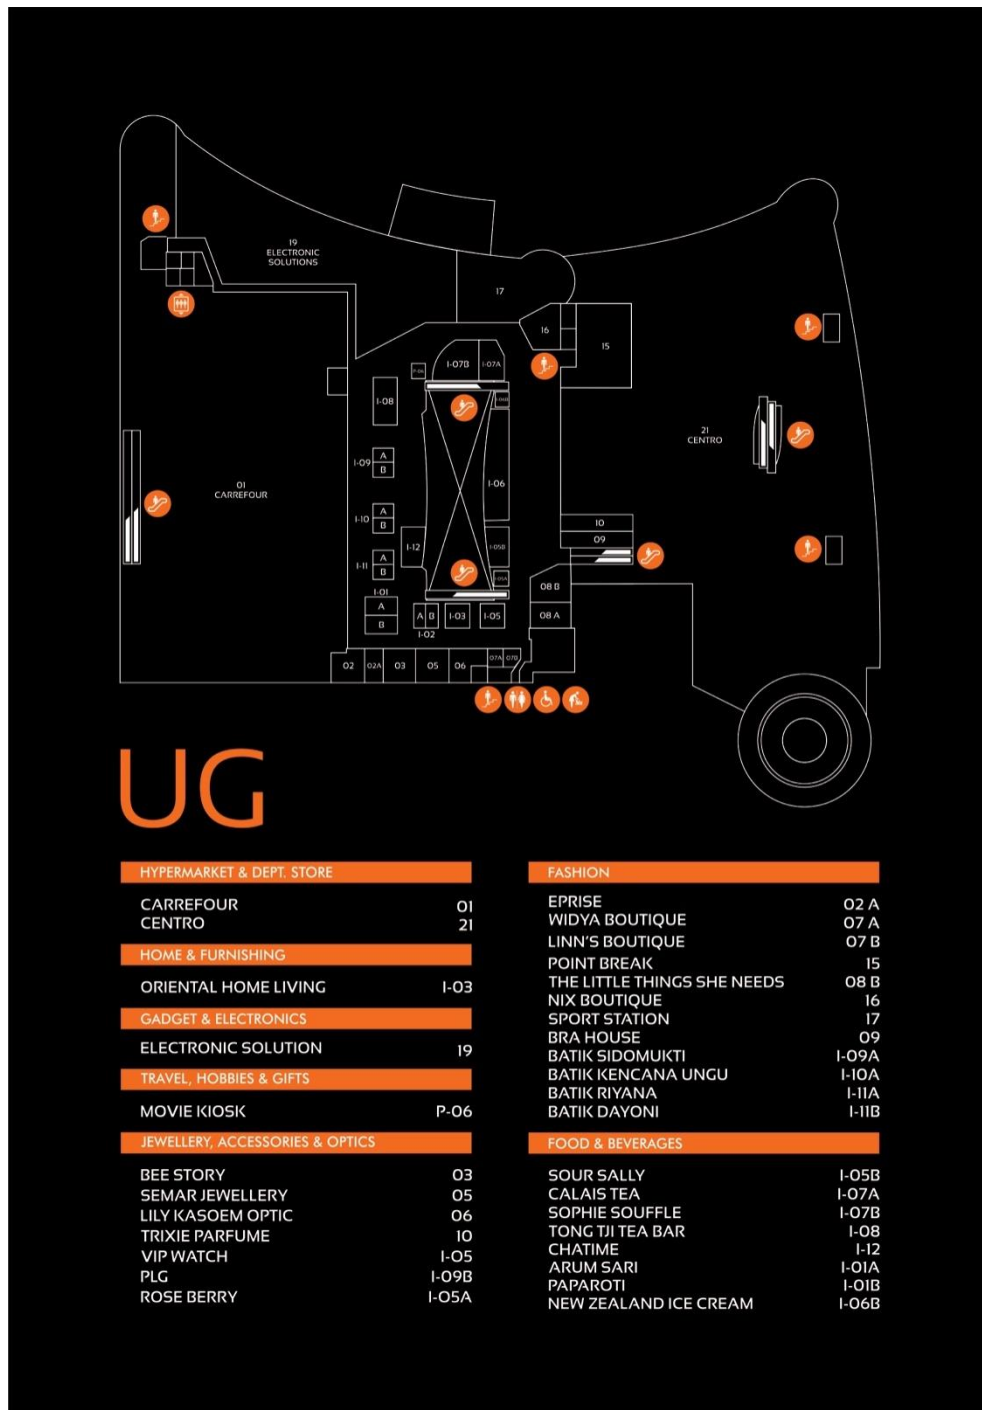 19
ELECTRONIC
SOLUTIONS
17
16
15
I-07B
I-07A
P-06
I-08
I-06B
21
CENTRO
A
I-09
B
I-06
01
CARREFOUR
A
I-10
B
10
09
I-12
I-05B
A
I-11
B
I-05A
08 B
I-01
A
B
A B
I-02
I-03
I-05
08 A
02
02A
03
05
06
07A
07B
UG
HYPERMARKET & DEPT. STORE
CARREFOUR 01
CENTRO 21
HOME & FURNISHING
ORIENTAL HOME LIVING I-03
GADGET & ELECTRONICS
ELECTRONIC SOLUTION 19
TRAVEL, HOBBIES & GIFTS
MOVIE KIOSK P-06
JEWELLERY, ACCESSORIES & OPTICS
BEE STORY 03
SEMAR JEWELLERY 05
LILY KASOEM OPTIC 06
TRIXIE PARFUME 10
VIP WATCH I-05
PLG I-09B
ROSE BERRY I-05A
FASHION
EPRISE 02 A
WIDYA BOUTIQUE 07 A
LINN'S BOUTIQUE 07 B
POINT BREAK 15
THE LITTLE THINGS SHE NEEDS 08 B
NIX BOUTIQUE 16
SPORT STATION 17
BRA HOUSE 09
BATIK SIDOMUKTI I-09A
BATIK KENCANA UNGU I-10A
BATIK RIYANA I-11A
BATIK DAYONI I-11B
FOOD & BEVERAGES
SOUR SALLY I-05B
CALAIS TEA I-07A
SOPHIE SOUFFLE I-07B
TONG TJI TEA BAR I-08
CHATIME I-12
ARUM SARI I-01A
PAPAROTI I-01B
NEW ZEALAND ICE CREAM I-06B